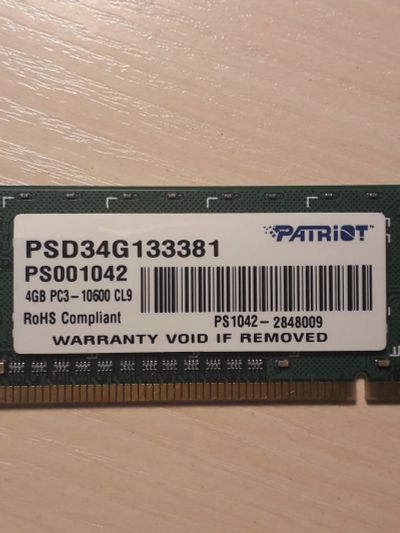 PATRIOT
PSD34G133381
PS001042
4GB PC3-10600 CL9
RoHS Compliant
PS1042-2848009
WARRANTY VOID IF REMOVED